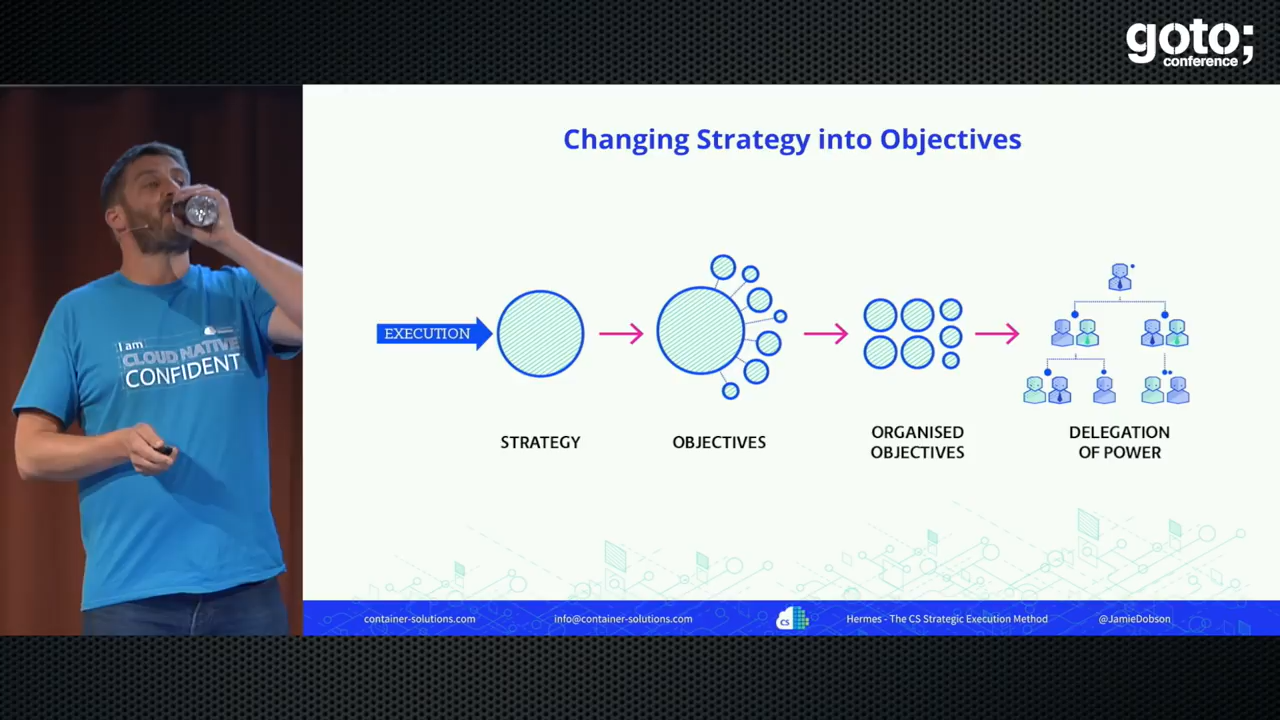 goto;
conference
Changing Strategy into Objectives
I am
CLOUD NATIVE
CONFIDENT
EXECUTION
STRATEGY
OBJECTIVES
ORGANISED
OBJECTIVES
DELEGATION
OF POWER
container-solutions.com
info@container-solutions.com
CS
Hermes - The CS Strategic Execution Method
@JamieDobson